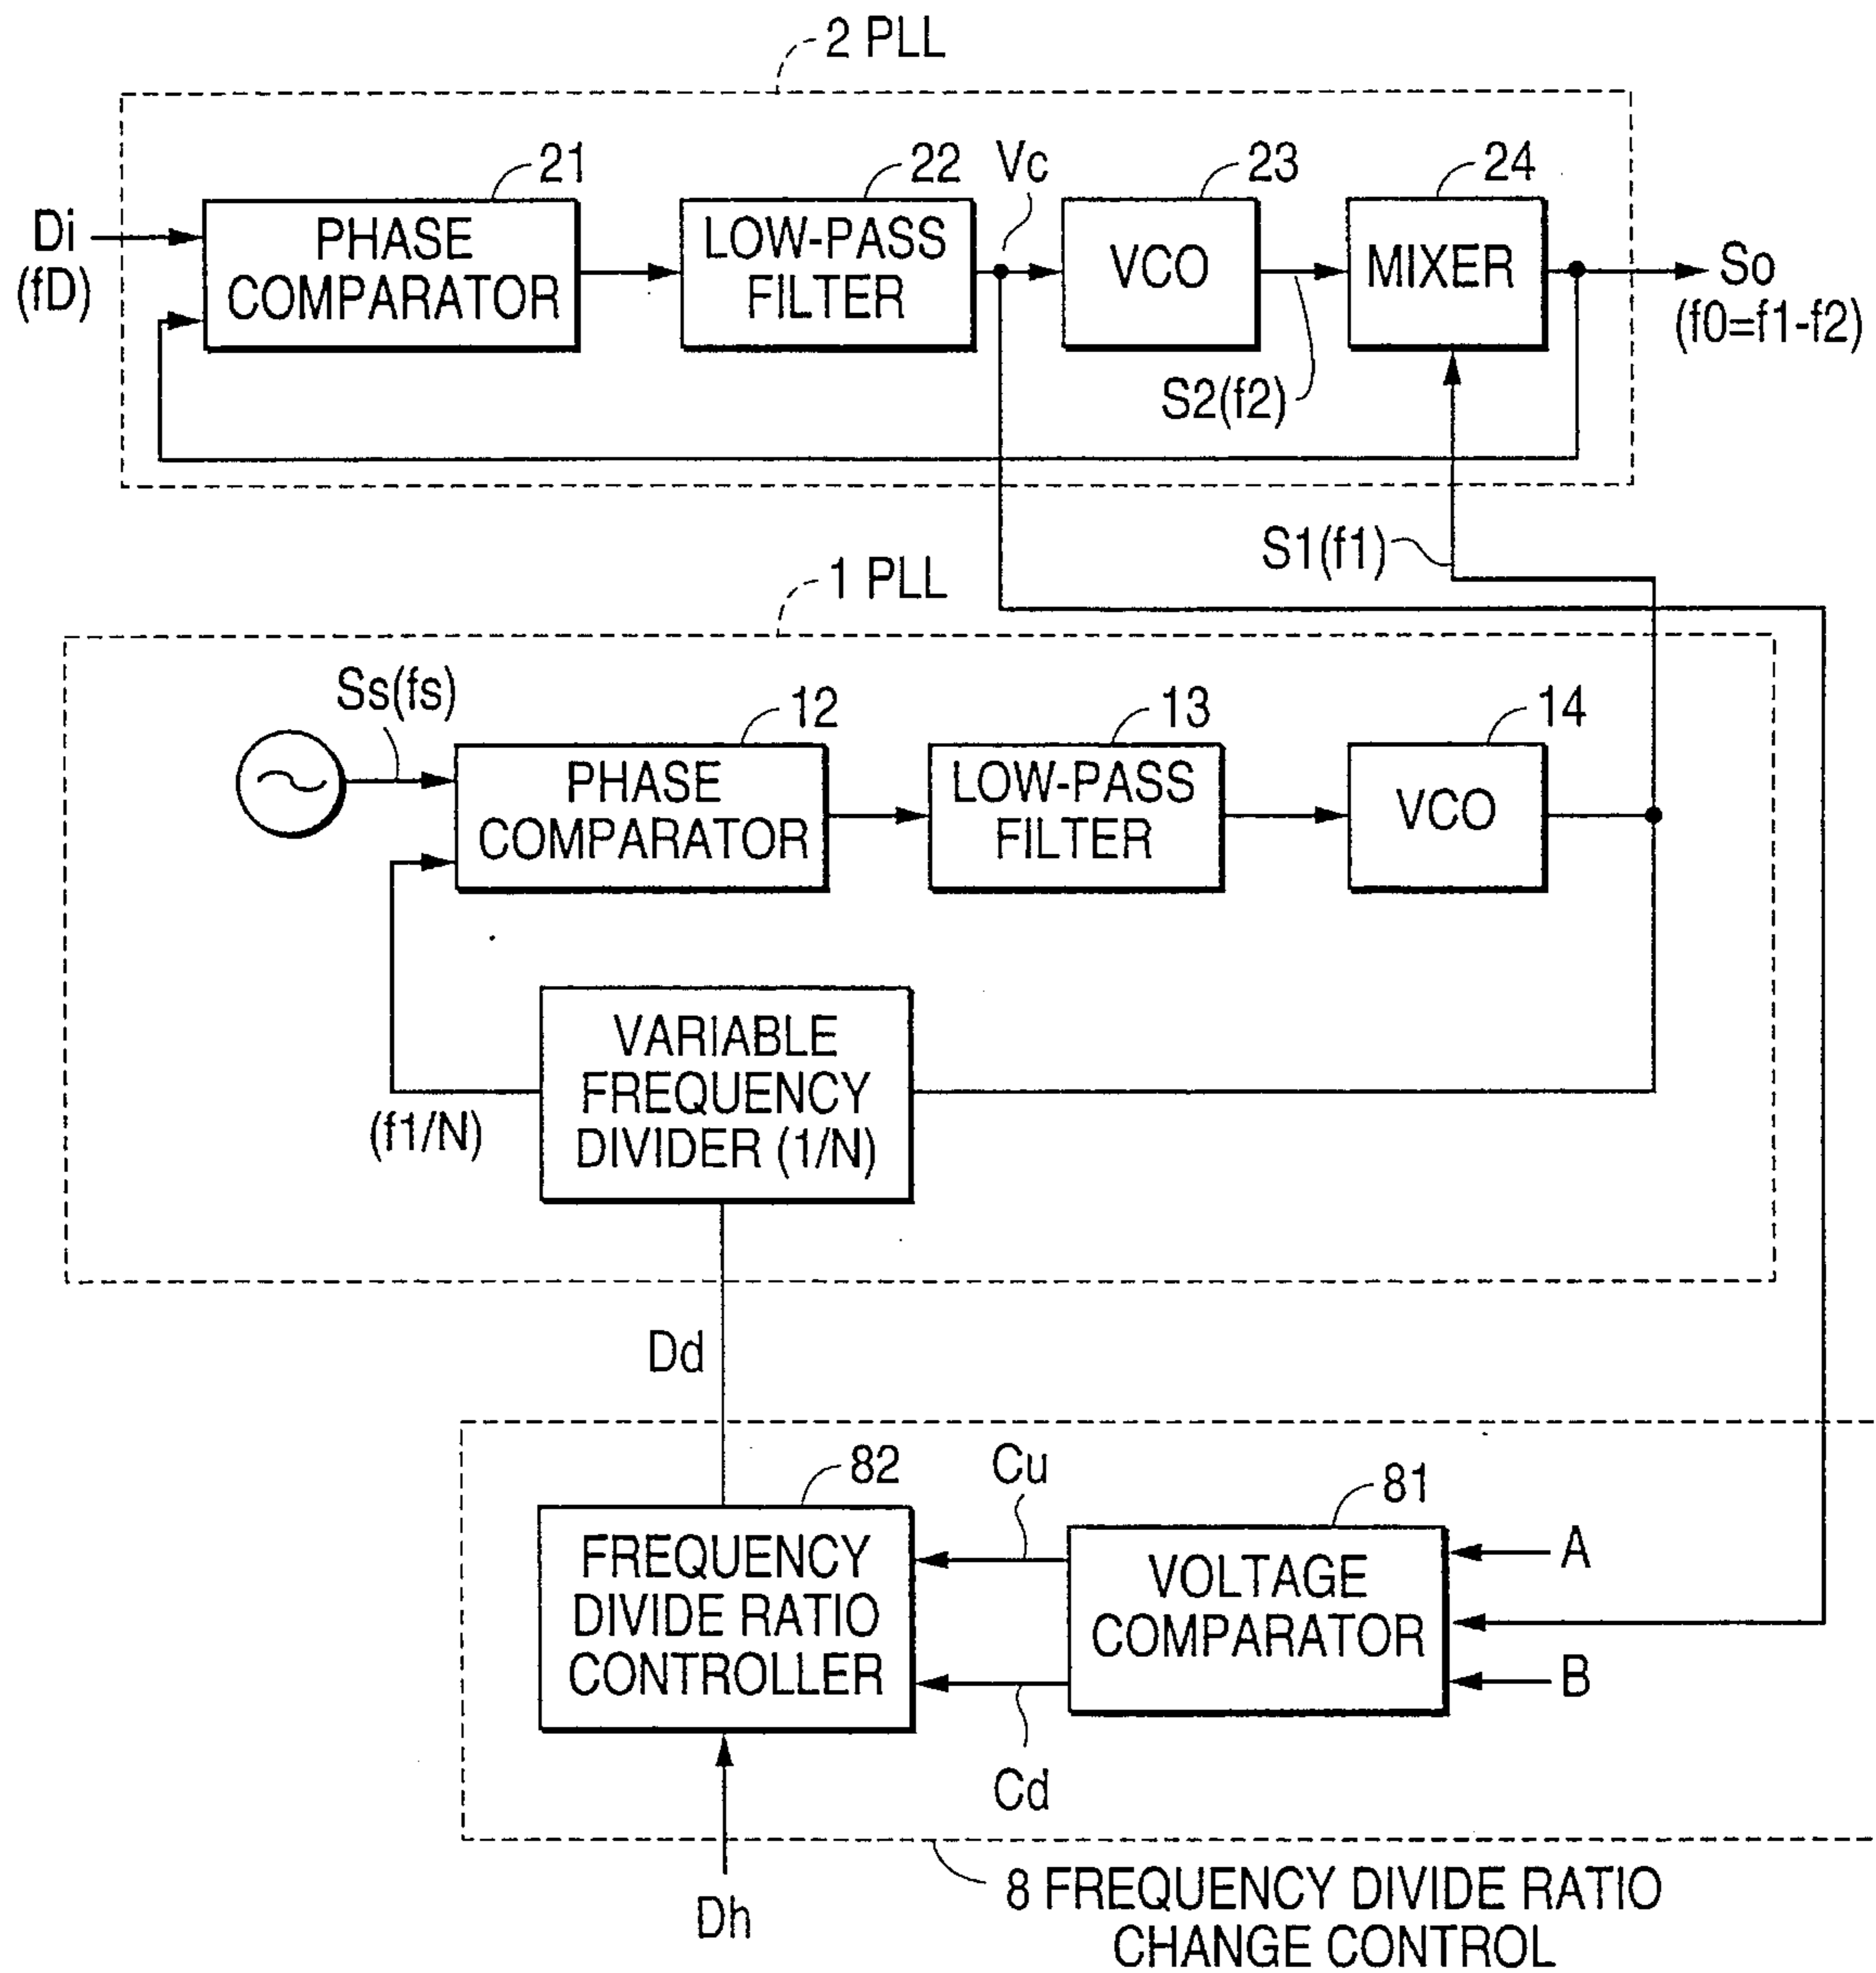 2 PLL
21
22
Vc
23
24
Di
(fD)
PHASE
COMPARATOR
LOW-PASS
FILTER
VCO
MIXER
So
(f0=f1-f2)
S2(f2)
S1(f1)
1 PLL
Ss(fs)
12
13
14
PHASE
COMPARATOR
LOW-PASS
FILTER
VCO
VARIABLE
FREQUENCY
DIVIDER (1/N)
(f1/N)
Dd
82
Cu
81
FREQUENCY
DIVIDE RATIO
CONTROLLER
VOLTAGE
COMPARATOR
A
B
Cd
Dh
8 FREQUENCY DIVIDE RATIO
CHANGE CONTROL